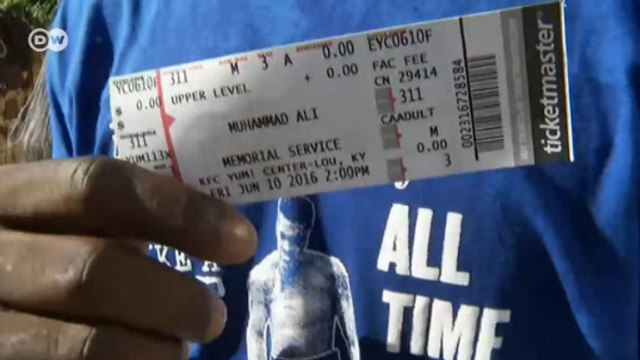 DW
YC0610F 311 M 3 A 0.00 EYC0610F
$ 0.00 UPPER LEVEL + 0.00 FAC FEE
$ CN 29414
$ MUHAMMAD ALI 311
311 CAADULT
MEMORIAL SERVICE M
YUM113X KFC YUM! CENTER-LOU, KY 0.00
FRI JUN 10 2016 2:00PM 3
002316728584
ticketmaster
ALL
TIME